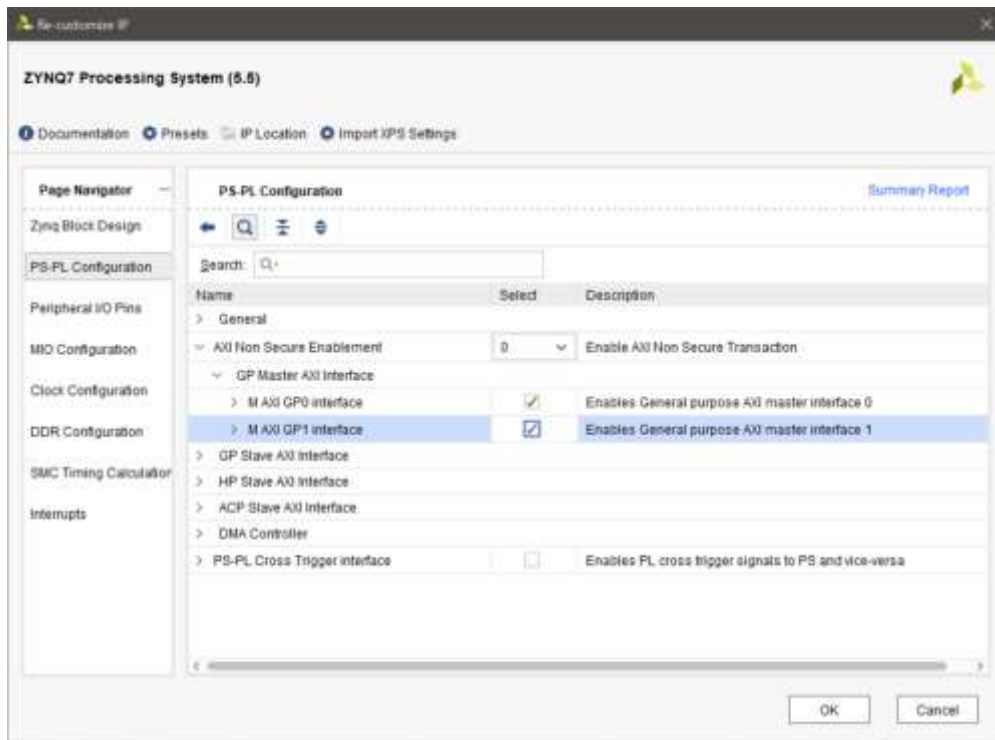 Re-customize IP
ZYNQ7 Processing System (5.5)
Documentation Presets IP Location Import XPS Settings
Page Navigator
Zynq Block Design
PS-PL Configuration
Peripheral I/O Pins
MIO Configuration
Clock Configuration
DDR Configuration
SMC Timing Calculation
Interrupts
PS-PL Configuration Summary Report
Search:
Name Select Description
General
AXI Non Secure Enablement 0 Enable AXI Non Secure Transaction
GP Master AXI Interface
M AXI GP0 interface Enables General purpose AXI master interface 0
M AXI GP1 interface Enables General purpose AXI master interface 1
GP Slave AXI Interface
HP Slave AXI Interface
ACP Slave AXI Interface
DMA Controller
PS-PL Cross Trigger interface Enables PL cross trigger signals to PS and vice-versa
OK Cancel